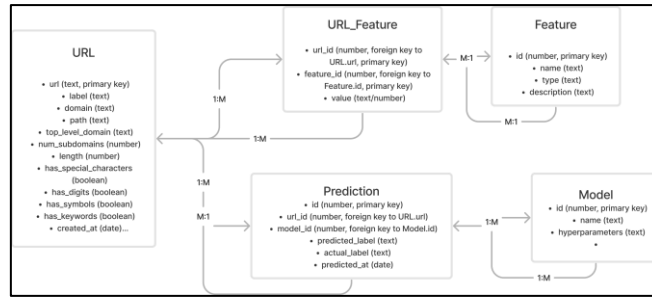 URL
• url (text, primary key)
• label (text)
• domain (text)
• path (text)
• top_level_domain (text)
• num_subdomains (number)
• length (number)
• has_special_characters
(boolean)
• has_digits (boolean)
• has_symbols (boolean)
• has_keywords (boolean)
• created_at (date)...
1:M
1:M
URL_Feature
• url_id (number, foreign key to
URL.url, primary key)
• feature_id (number, foreign key to
Feature.id, primary key)
• value (text/number)
M:1
M:1
Feature
• id (number, primary key)
• name (text)
• type (text)
• description (text)
1:M
M:1
Prediction
• id (number, primary key)
• url_id (number, foreign key to URL.url)
• model_id (number, foreign key to Model.id)
• predicted_label (text)
• actual_label (text)
• predicted_at (date)
1:M
1:M
Model
• id (number, primary key)
• name (text)
• hyperparameters (text)
•